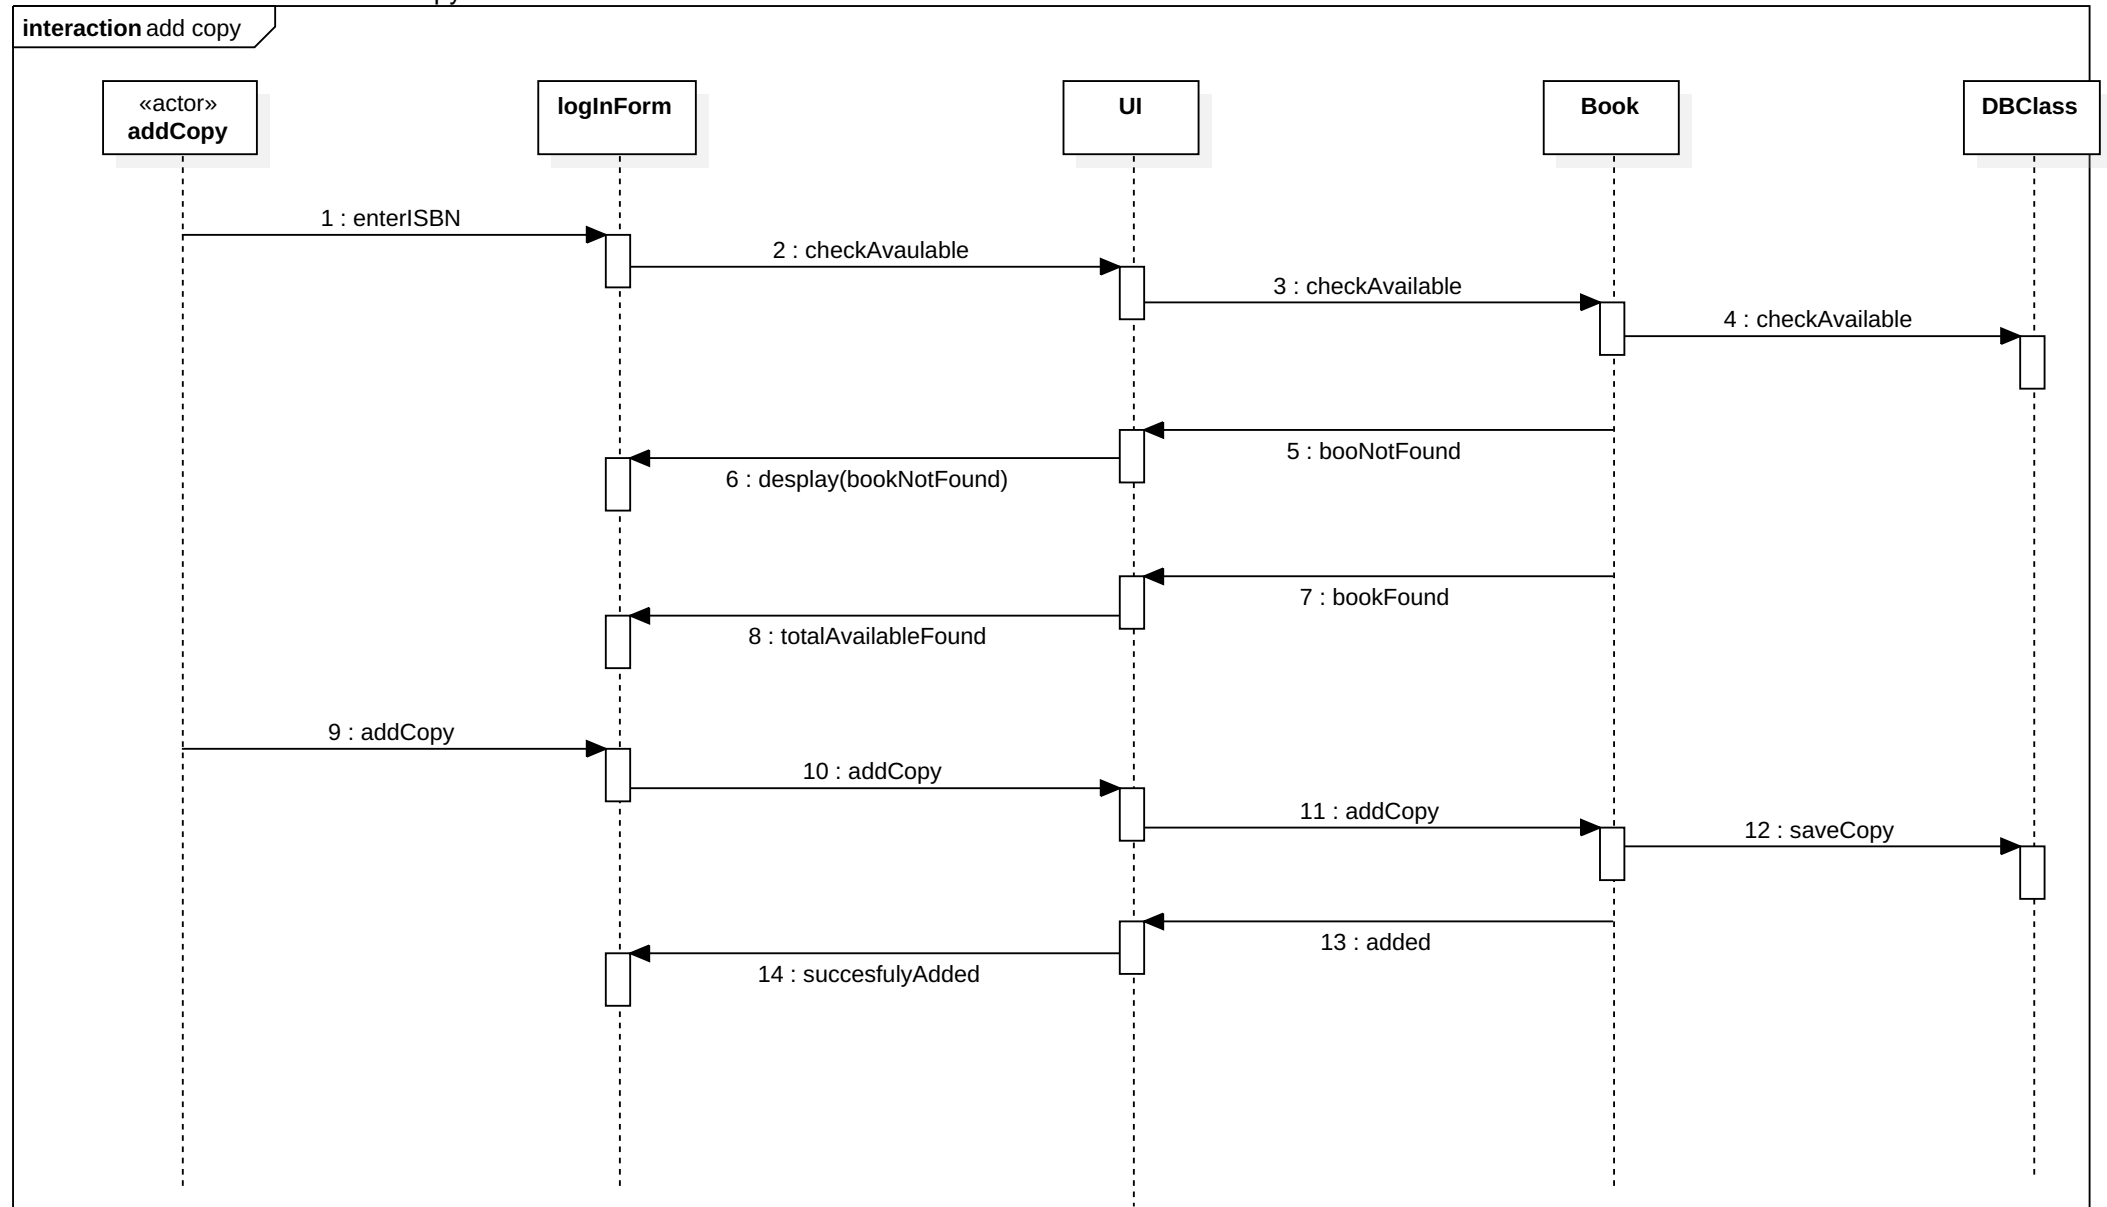 interaction add copy
«actor»
addCopy
logInForm
UI
Book
DBClass
1 : enterISBN
2 : checkAvaulable
3 : checkAvailable
4 : checkAvailable
5 : booNotFound
6 : desplay(bookNotFound)
7 : bookFound
8 : totalAvailableFound
9 : addCopy
10 : addCopy
11 : addCopy
12 : saveCopy
13 : added
14 : succesfulyAdded